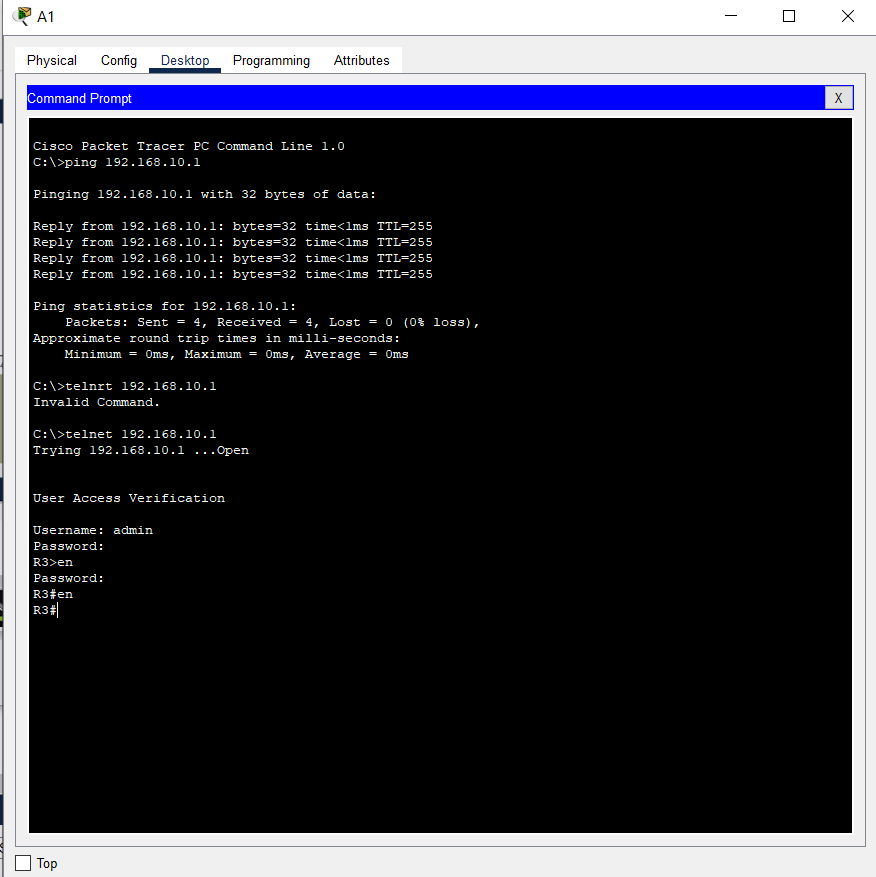 A1
Physical Config Desktop Programming Attributes
Command Prompt
X
Cisco Packet Tracer PC Command Line 1.0
C:\>ping 192.168.10.1
Pinging 192.168.10.1 with 32 bytes of data:
Reply from 192.168.10.1: bytes=32 time<1ms TTL=255
Reply from 192.168.10.1: bytes=32 time<1ms TTL=255
Reply from 192.168.10.1: bytes=32 time<1ms TTL=255
Reply from 192.168.10.1: bytes=32 time<1ms TTL=255
Ping statistics for 192.168.10.1:
    Packets: Sent = 4, Received = 4, Lost = 0 (0% loss),
Approximate round trip times in milli-seconds:
    Minimum = 0ms, Maximum = 0ms, Average = 0ms
C:\>telnrt 192.168.10.1
Invalid Command.
C:\>telnet 192.168.10.1
Trying 192.168.10.1 ...Open
User Access Verification
Username: admin
Password:
R3>en
Password:
R3#en
R3#
Top